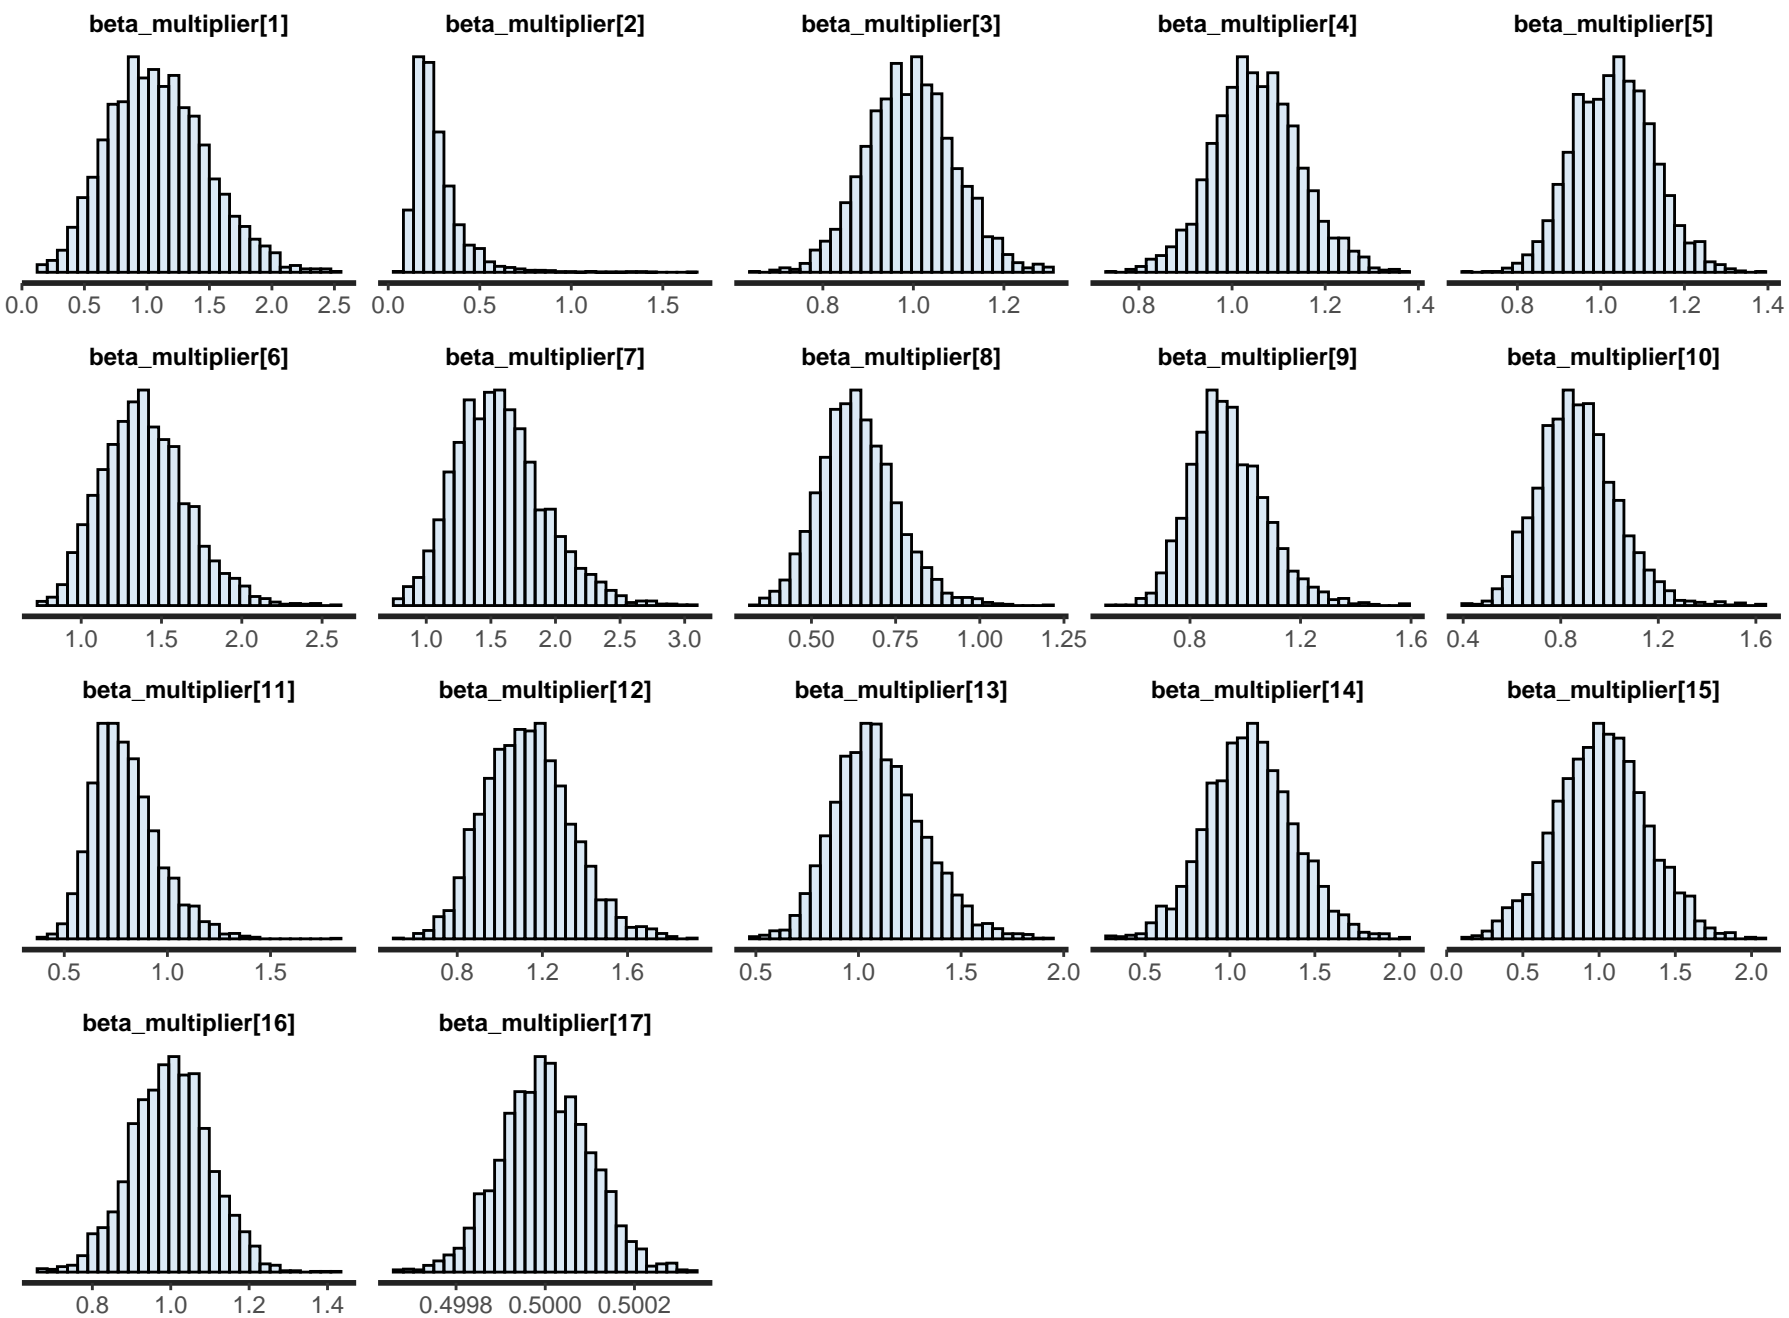 beta_multiplier[1] beta_multiplier[2] beta_multiplier[3] beta_multiplier[4] beta_multiplier[5]
0.0 0.5 1.0 1.5 2.0 2.5 0.0 0.5 1.0 1.5 0.8 1.0 1.2 0.8 1.0 1.2 1.4 0.8 1.0 1.2 1.4
beta_multiplier[6] beta_multiplier[7] beta_multiplier[8] beta_multiplier[9] beta_multiplier[10]
1.0 1.5 2.0 2.5 1.0 1.5 2.0 2.5 3.0 0.50 0.75 1.00 1.25 0.8 1.2 1.6 0.4 0.8 1.2 1.6
beta_multiplier[11] beta_multiplier[12] beta_multiplier[13] beta_multiplier[14] beta_multiplier[15]
0.5 1.0 1.5 0.8 1.2 1.6 0.5 1.0 1.5 2.0 0.5 1.0 1.5 2.0 0.0 0.5 1.0 1.5 2.0
beta_multiplier[16] beta_multiplier[17]
0.8 1.0 1.2 1.4 0.4998 0.5000 0.5002